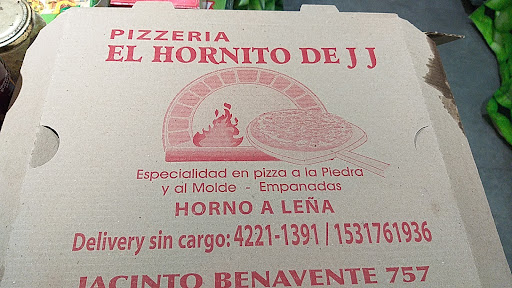 PIZZERIA
EL HORNITO DE J J
Especialidad en pizza a la Piedra
y al Molde - Empanadas
HORNO A LEÑA
Delivery sin cargo: 4221-1391 / 1531761936
JACINTO BENAVENTE 757